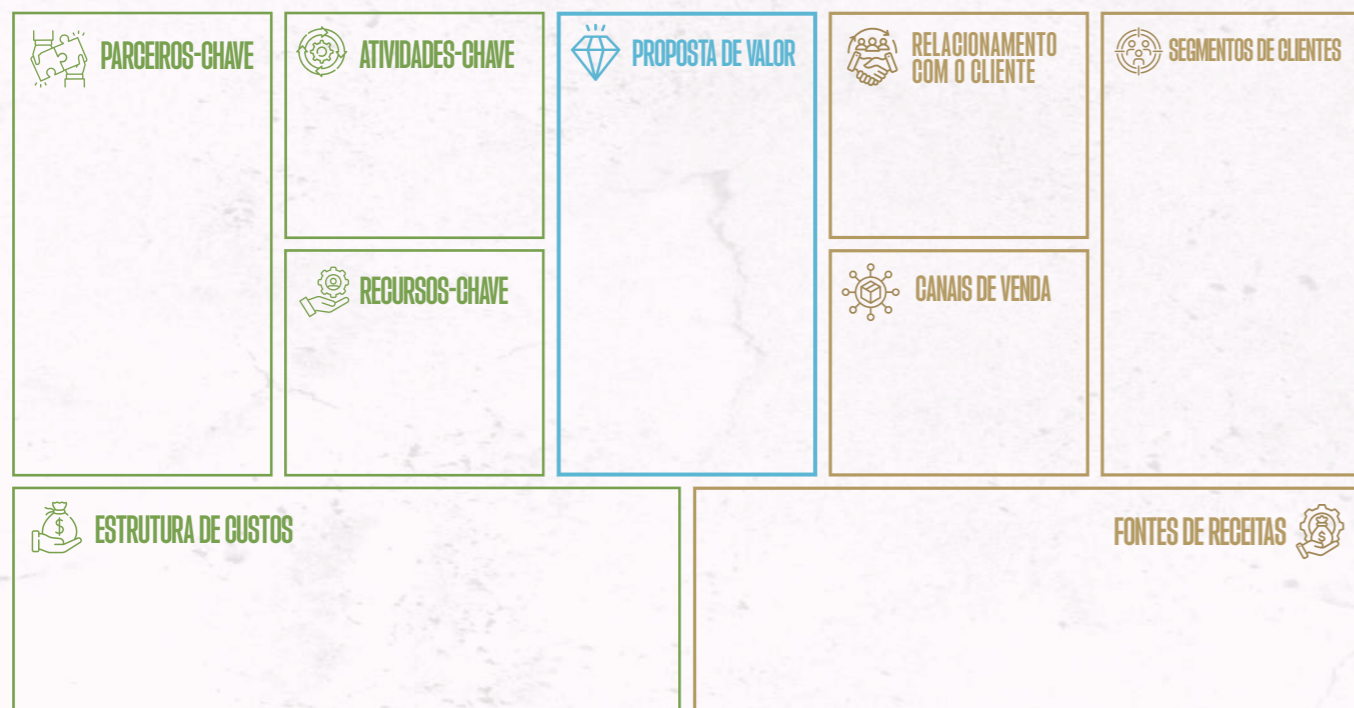 PARCEIROS-CHAVE
ATIVIDADES-CHAVE
PROPOSTA DE VALOR
RELACIONAMENTO
COM O CLIENTE
SEGMENTOS DE CLIENTES
RECURSOS-CHAVE
CANAIS DE VENDA
$
ESTRUTURA DE CUSTOS
FONTES DE RECEITAS
$